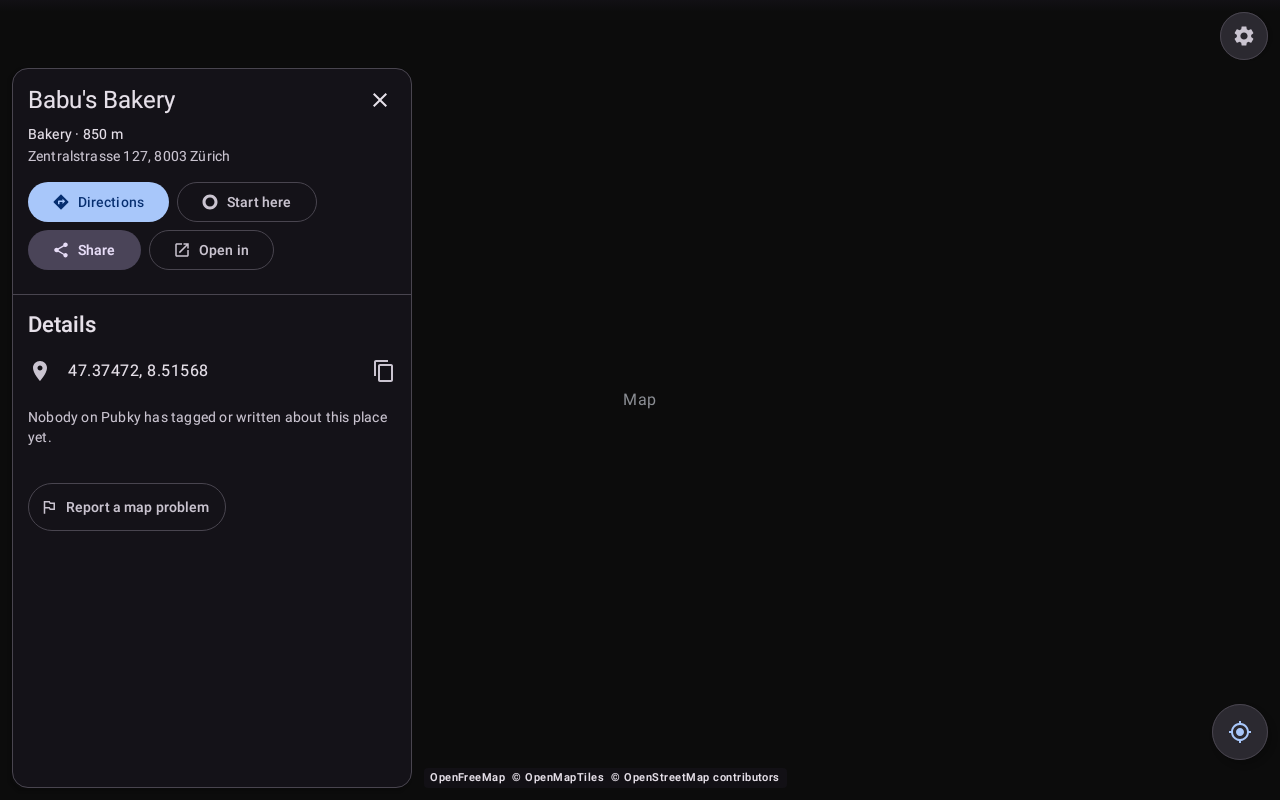 Babu's Bakery
Bakery · 850 m
Zentralstrasse 127, 8003 Zürich
Directions
Start here
Share
Open in
Details
47.37472, 8.51568
Nobody on Pubky has tagged or written about this place
yet.
Report a map problem
Map
OpenFreeMap © OpenMapTiles © OpenStreetMap contributors